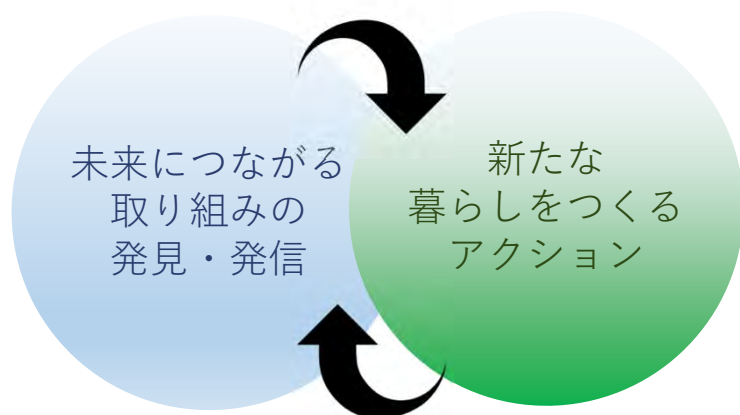 未来につながる
取り組みの
発見・発信
新たな
暮らしをつくる
アクション